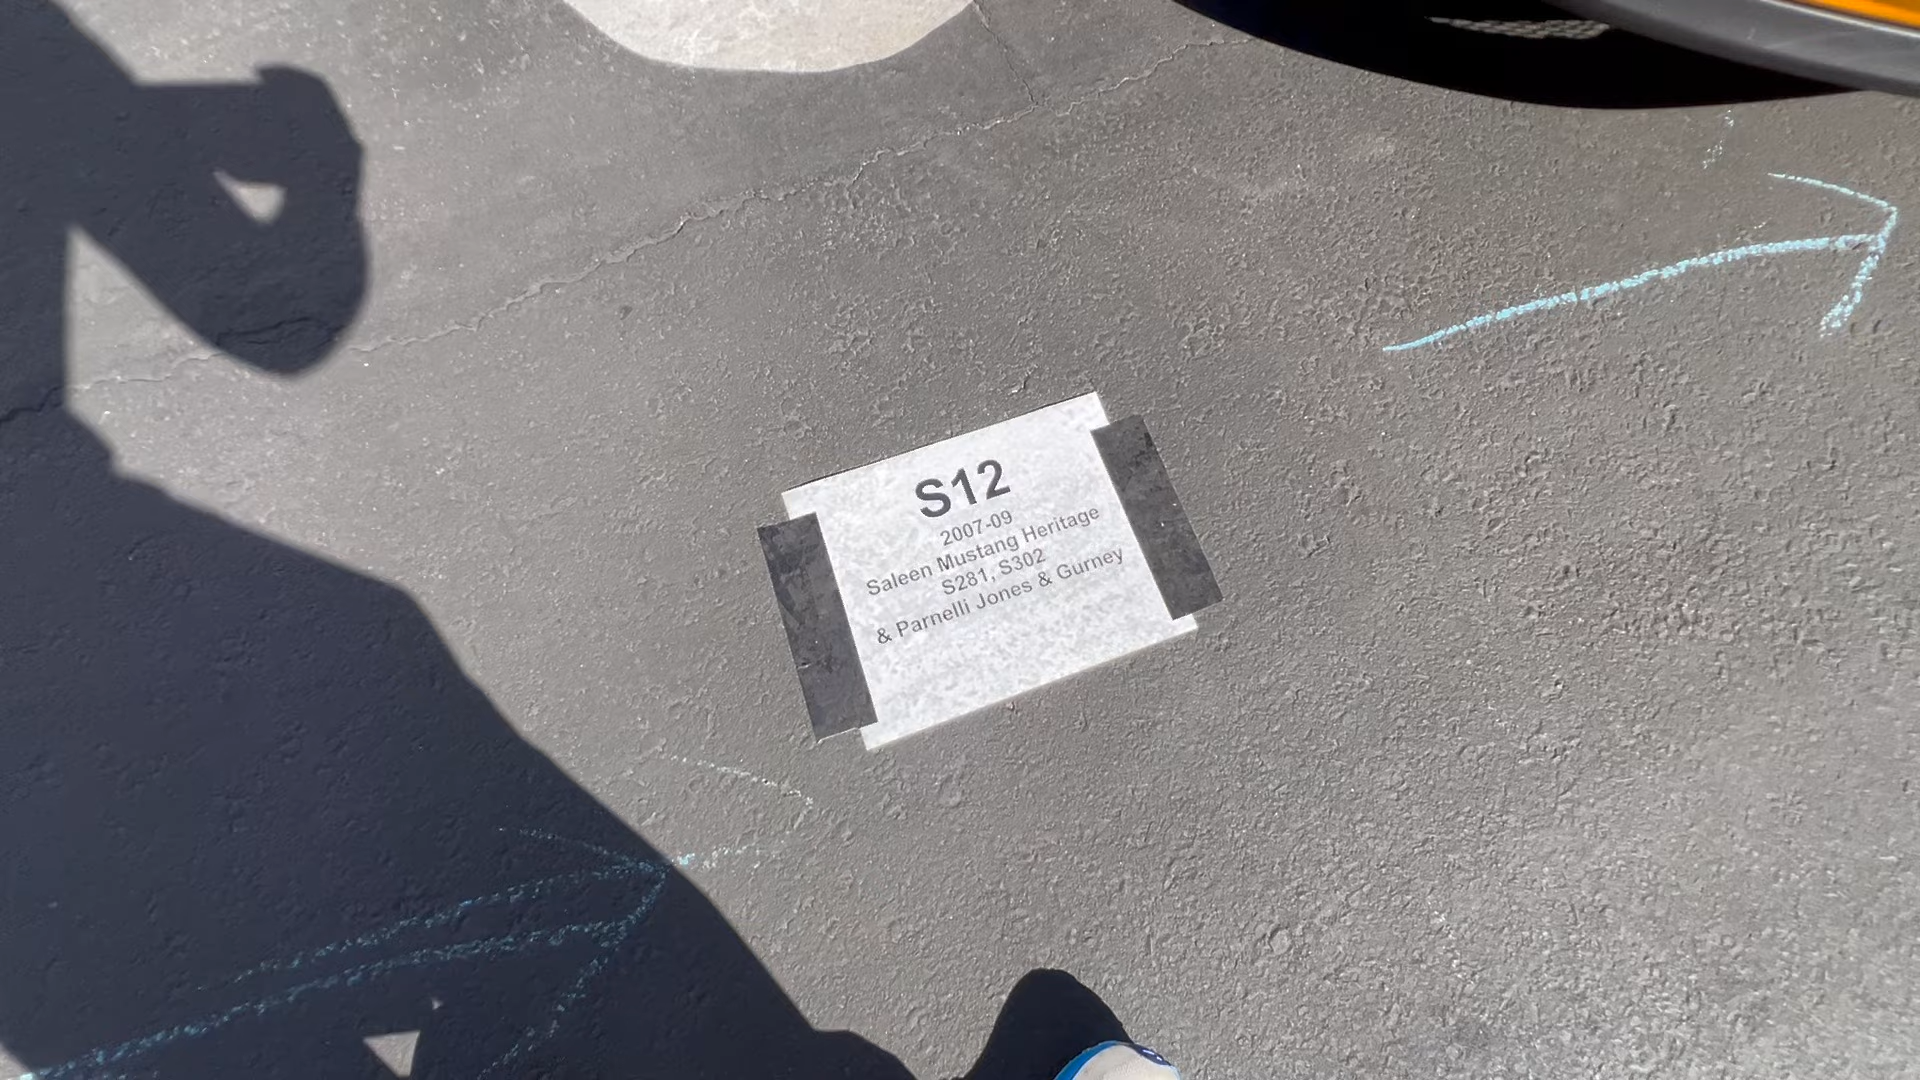 S12
2007-09
Saleen Mustang Heritage
S281, S302
& Parnelli Jones & Gurney